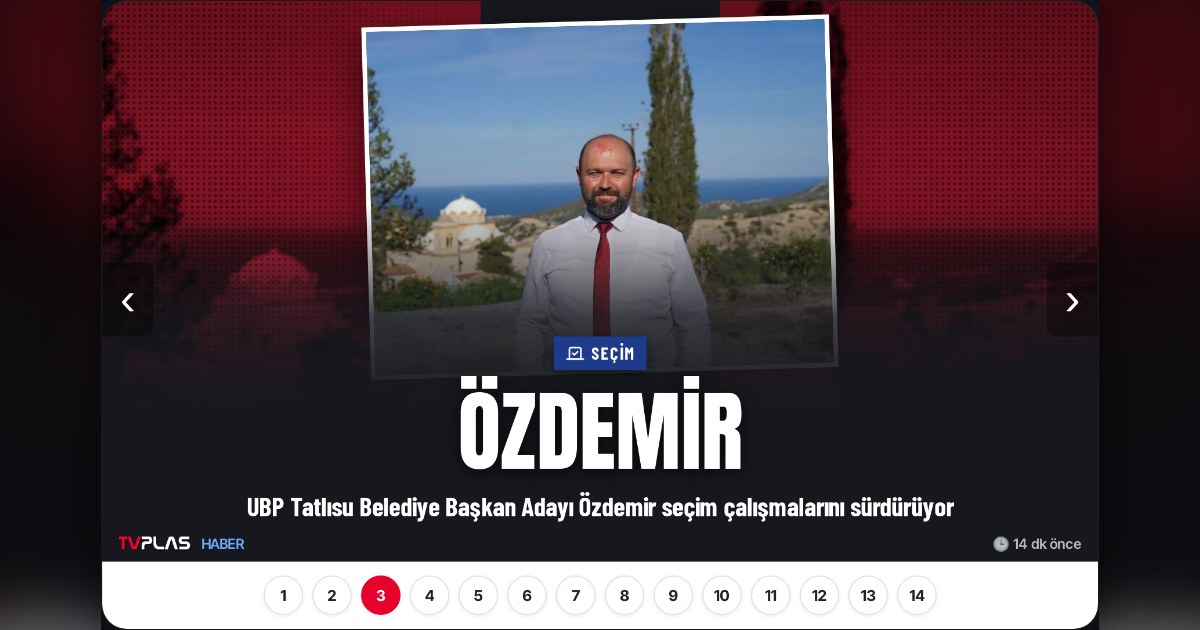 SEÇİM
ÖZDEMİR
UBP Tatlısu Belediye Başkan Adayı Özdemir seçim çalışmalarını sürdürüyor
TVPLAS HABER
14 dk önce
1 2 3 4 5 6 7 8 9 10 11 12 13 14